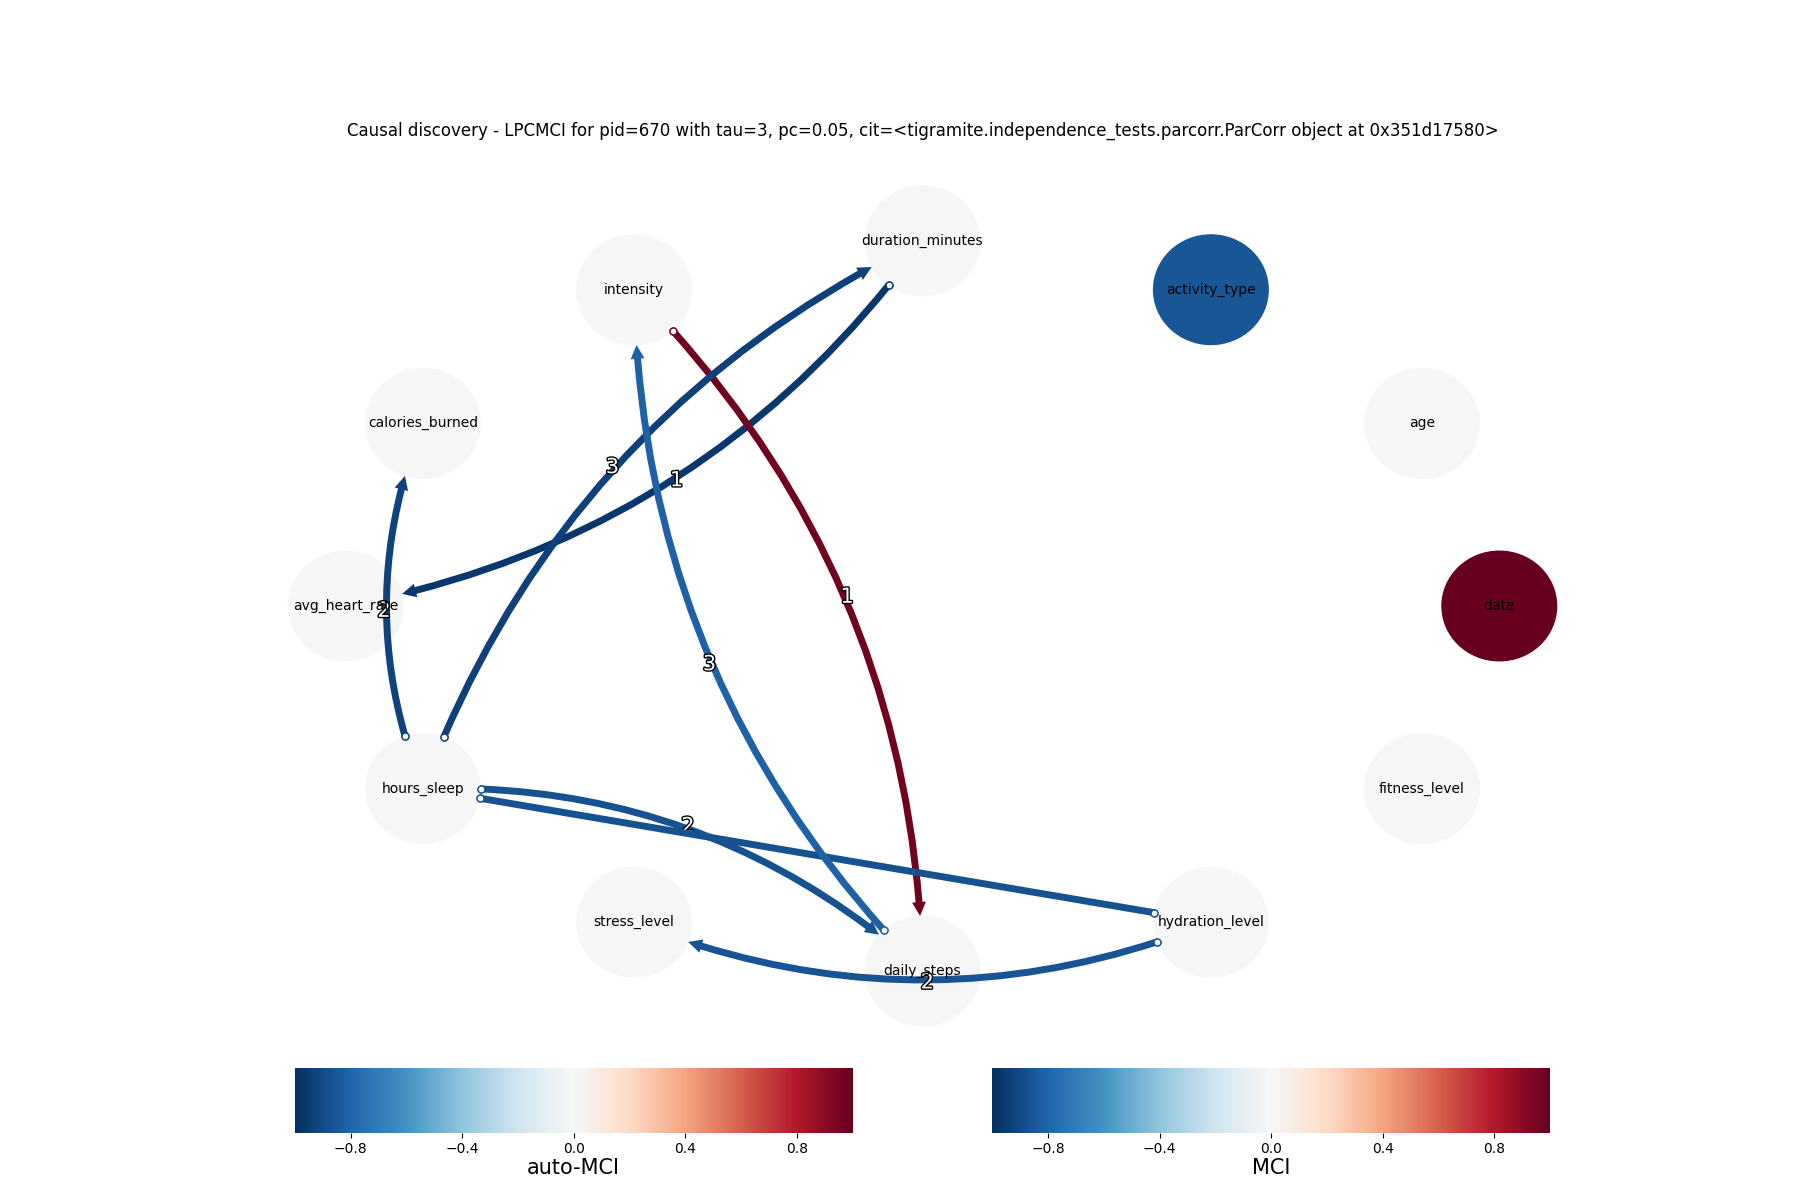 Causal discovery - LPCMCI for pid=670 with tau=3, pc=0.05, cit=<tigramite.independence_tests.parcorr.ParCorr object at 0x351d17580>
duration_minutes
intensity
activity_type
calories_burned
age
3
1
avg_heart_rate
2
1
date
3
hours_sleep
fitness_level
2
stress_level
hydration_level
daily_steps
2
−0.8 −0.4 0.0 0.4 0.8
auto-MCI
−0.8 −0.4 0.0 0.4 0.8
MCI